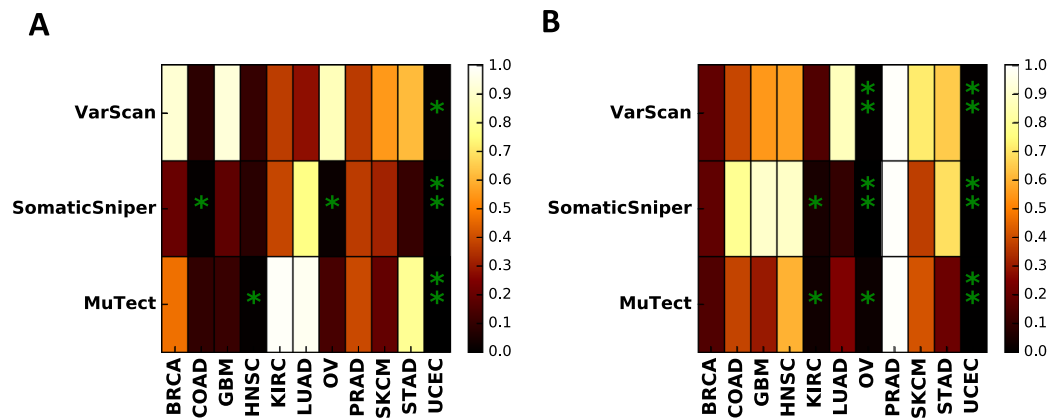 A
VarScan
SomaticSniper
MuTect
*
*
*
*
*
*
*
*
BRCA
COAD
GBM
HNSC
KIRC
LUAD
OV
PRAD
SKCM
STAD
UCEC
1.0
0.9
0.8
0.7
0.6
0.5
0.4
0.3
0.2
0.1
0.0
B
VarScan
SomaticSniper
MuTect
*
*
*
*
*
*
*
*
*
*
*
*
*
BRCA
COAD
GBM
HNSC
KIRC
LUAD
OV
PRAD
SKCM
STAD
UCEC
1.0
0.9
0.8
0.7
0.6
0.5
0.4
0.3
0.2
0.1
0.0